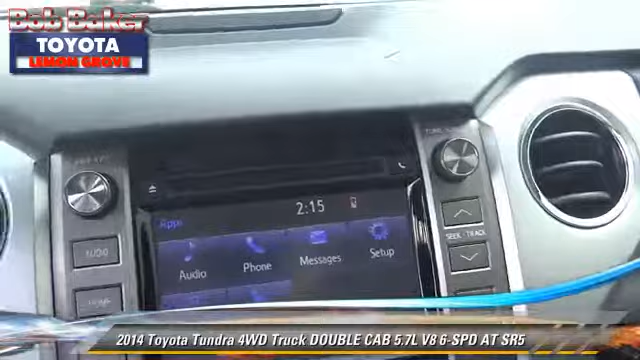 Bob Baker
TOYOTA
LEMON GROVE
2:15
Apps
Audio
Phone
Messages
Setup
AUDIO
SEEK - TRACK
2014 Toyota Tundra 4WD Truck DOUBLE CAB 5.7L V8 6-SPD AT SR5